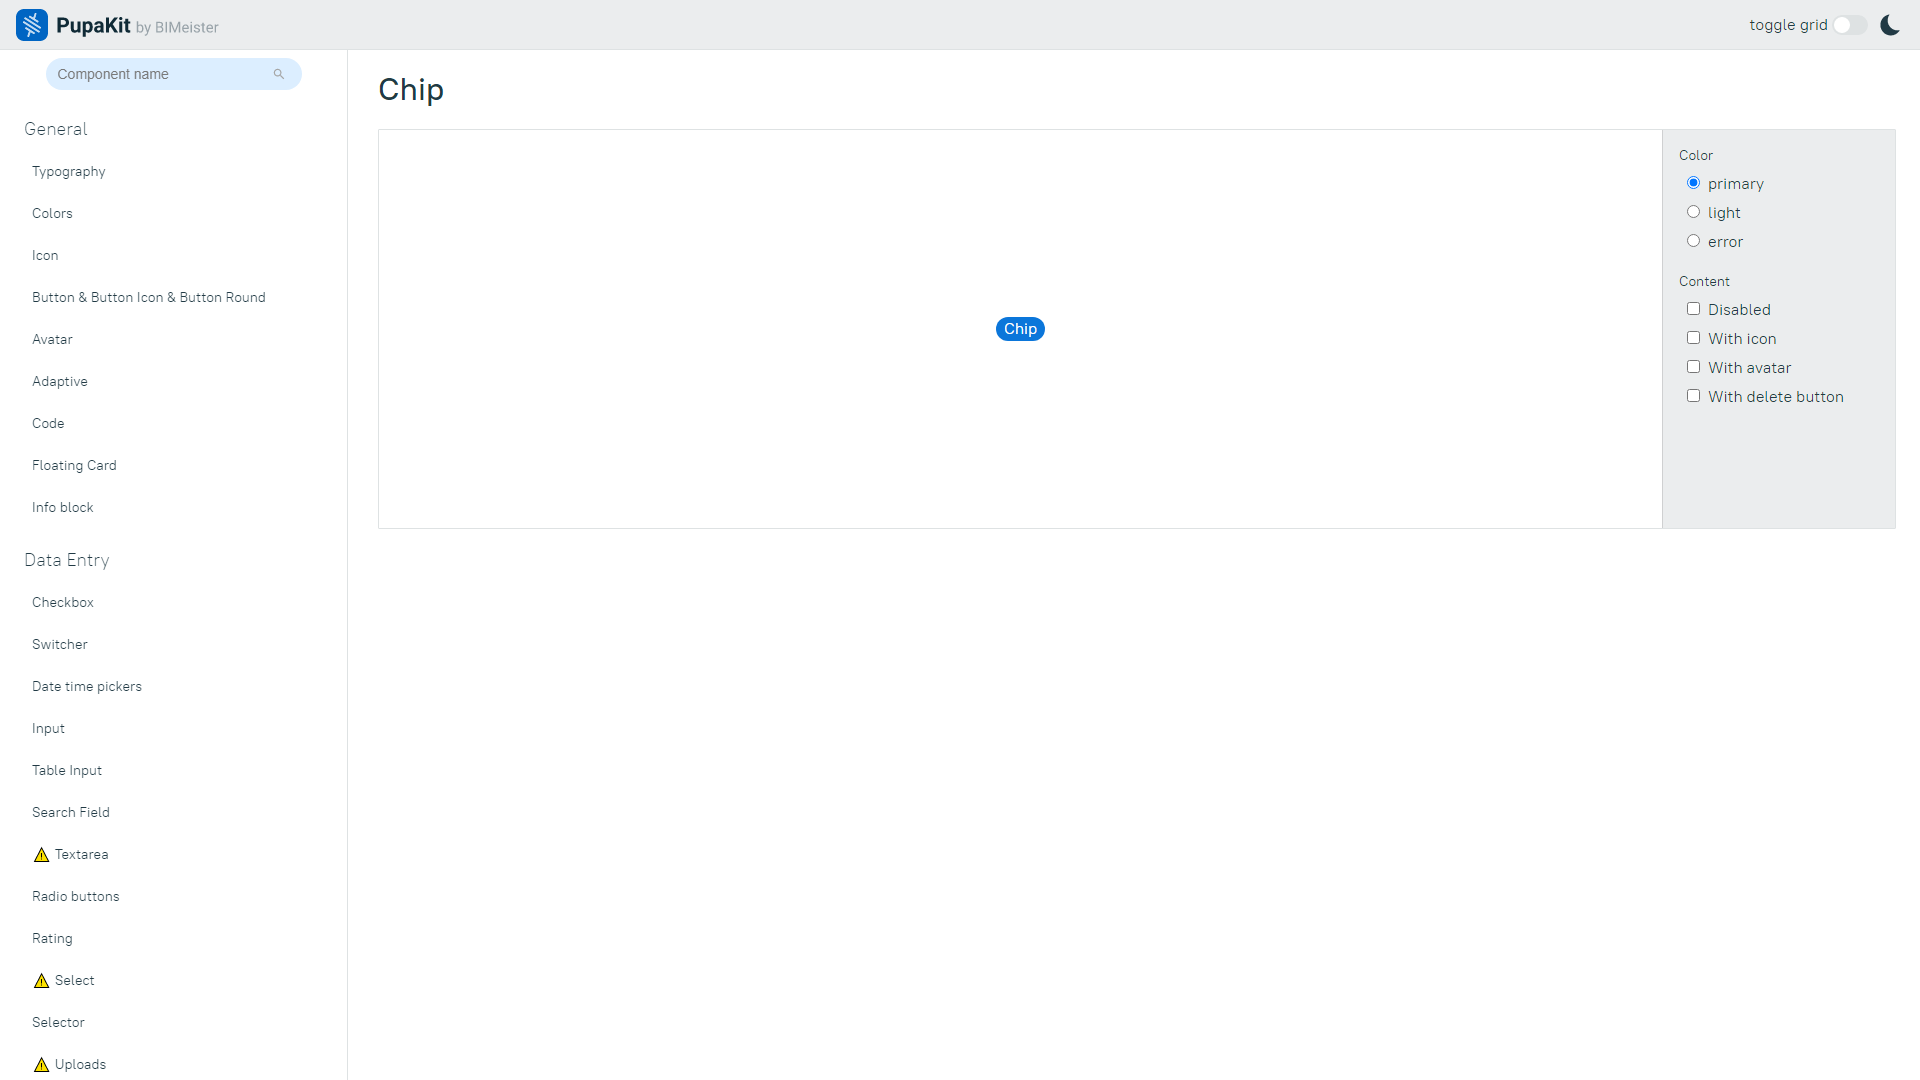 PupaKit by BIMeister
toggle grid
Component name
General
Typography
Colors
Icon
Button & Button Icon & Button Round
Avatar
Adaptive
Code
Floating Card
Info block
Data Entry
Checkbox
Switcher
Date time pickers
Input
Table Input
Search Field
Textarea
Radio buttons
Rating
Select
Selector
Uploads
Chip
Chip
Color
primary
light
error
Content
Disabled
With icon
With avatar
With delete button